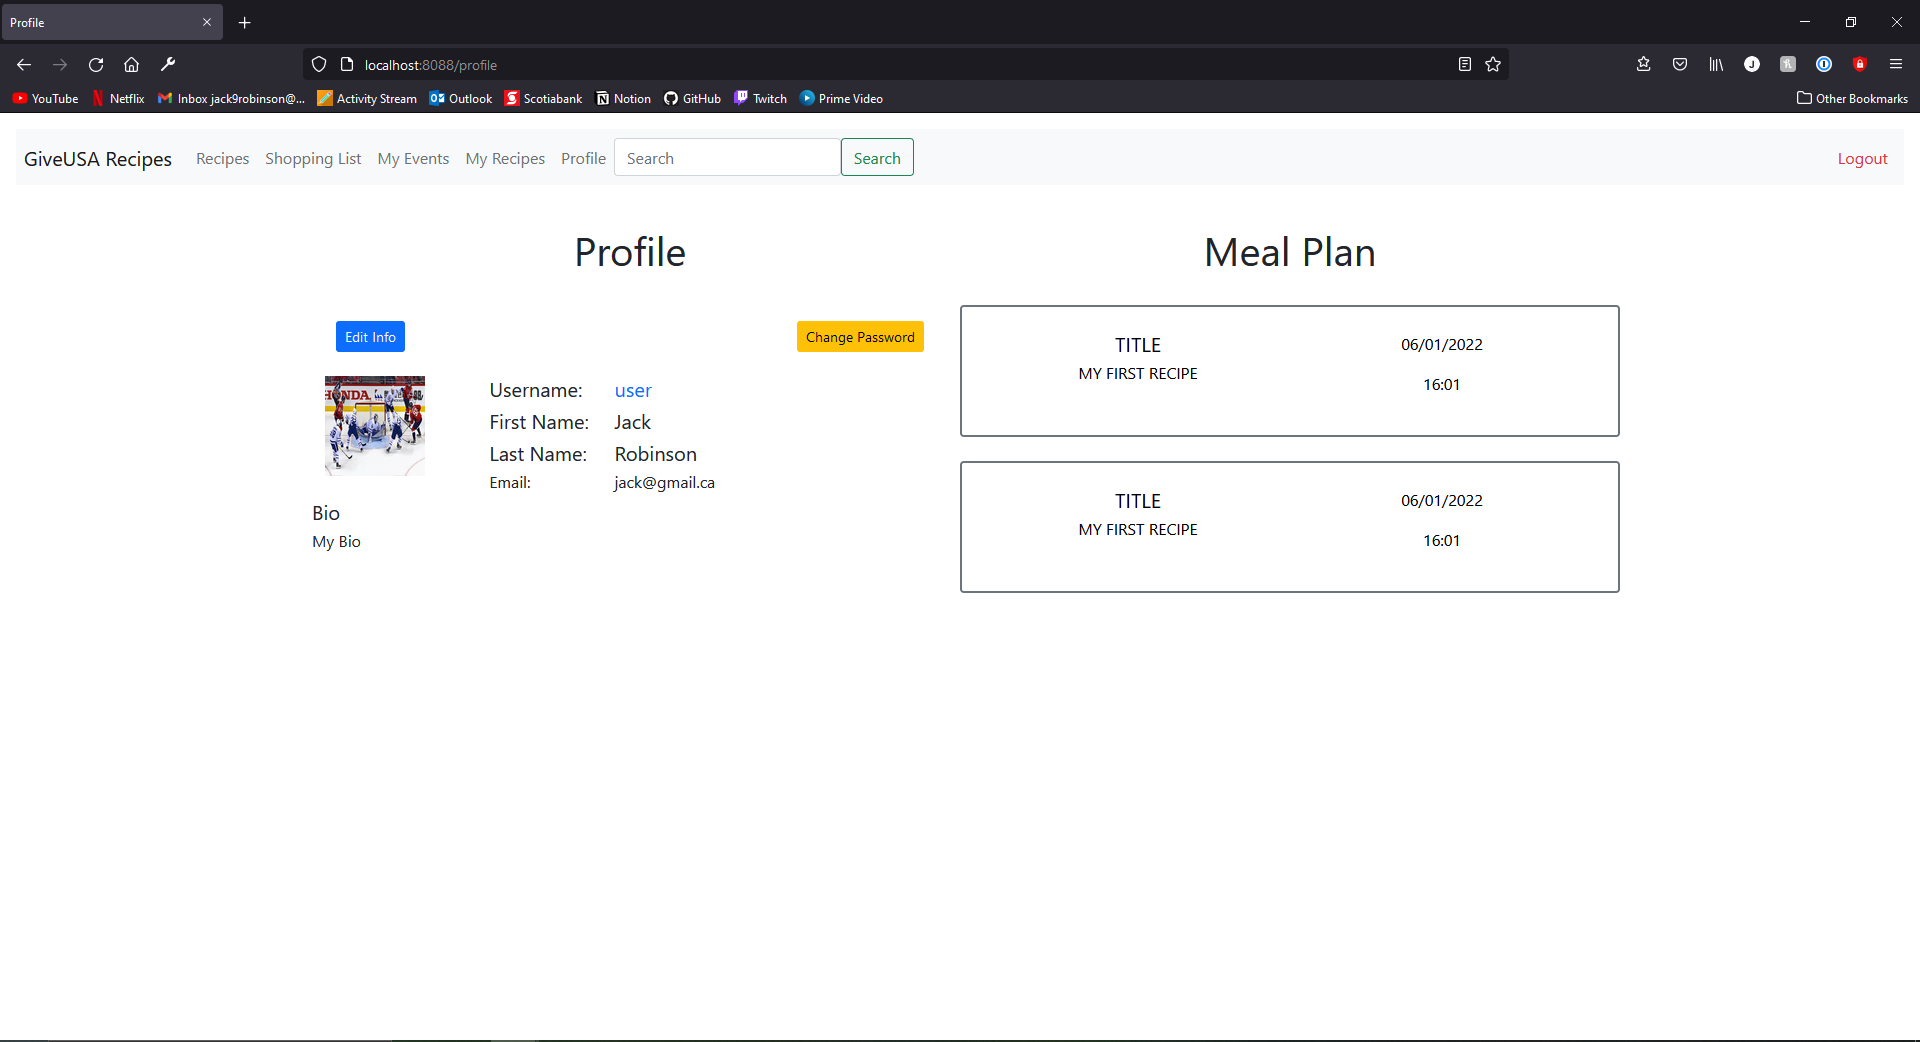 Profile
localhost:8088/profile
YouTube Netflix Inbox jack9robinson@... Activity Stream Outlook Scotiabank Notion GitHub Twitch Prime Video Other Bookmarks
GiveUSA Recipes Recipes Shopping List My Events My Recipes Profile Search Search Logout
Profile
Edit Info Change Password
HONDA
Username: user
First Name: Jack
Last Name: Robinson
Email: jack@gmail.ca
Bio
My Bio
Meal Plan
TITLE 06/01/2022
MY FIRST RECIPE
16:01
TITLE 06/01/2022
MY FIRST RECIPE
16:01